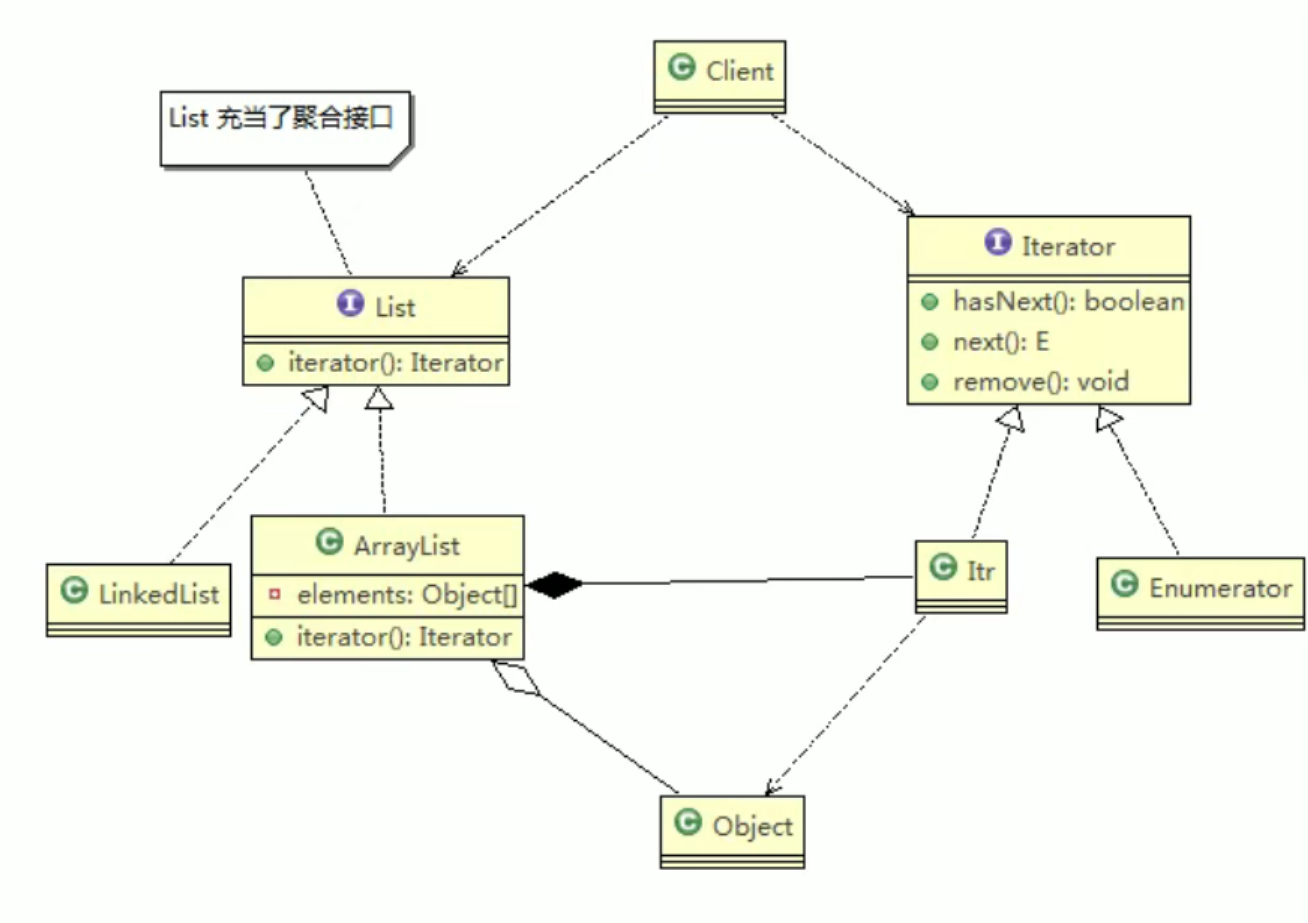 Client
List 充当了聚合接口
Iterator
hasNext(): boolean
next(): E
remove(): void
List
iterator(): Iterator
ArrayList
elements: Object[]
iterator(): Iterator
LinkedList
Itr
Enumerator
Object